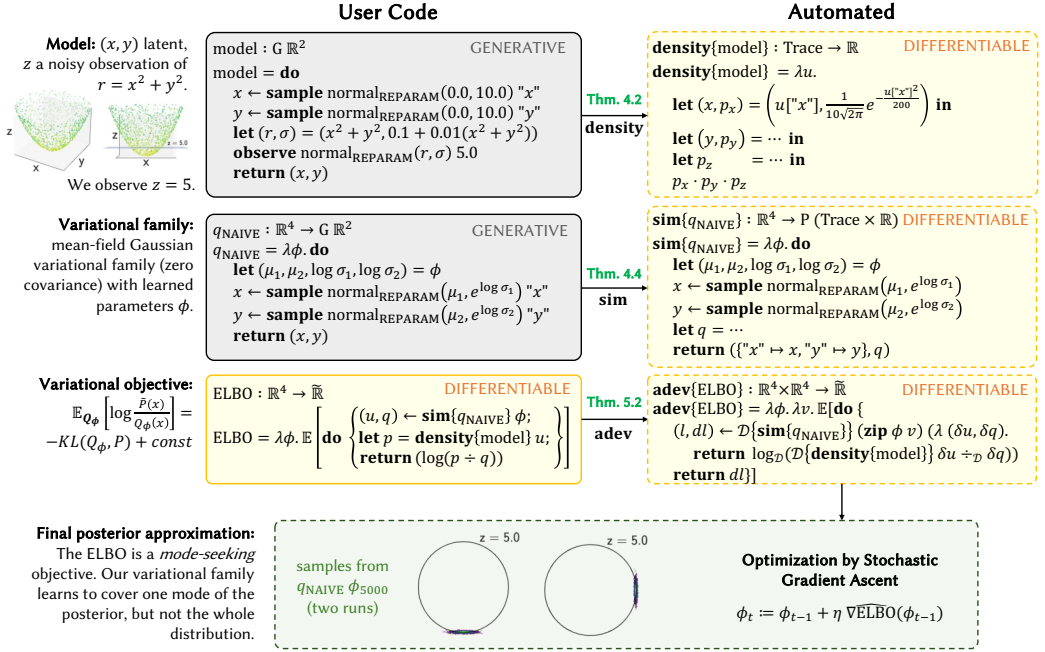 User Code
Automated
Model: (x, y) latent,
z a noisy observation of
r = x² + y².
z
x
y
z
z = 5.0
x
We observe z = 5.
model : G ℝ²
GENERATIVE
model = do
x ← sample normal_REPARAM(0.0, 10.0) "x"
y ← sample normal_REPARAM(0.0, 10.0) "y"
let (r, σ) = (x² + y², 0.1 + 0.01(x² + y²))
observe normal_REPARAM(r, σ) 5.0
return (x, y)
Thm. 4.2
density
density{model} : Trace → ℝ
DIFFERENTIABLE
density{model} = λu.
let (x, pₓ) = (u["x"], 1/(10√(2π)) e^(−u["x"]²/200)) in
let (y, p_y) = ⋯ in
let p_z = ⋯ in
pₓ · p_y · p_z
Variational family:
mean-field Gaussian
variational family (zero
covariance) with learned
parameters ϕ.
q_NAIVE : ℝ⁴ → G ℝ²
GENERATIVE
q_NAIVE = λϕ. do
let (μ₁, μ₂, log σ₁, log σ₂) = ϕ
x ← sample normal_REPARAM(μ₁, e^(log σ₁)) "x"
y ← sample normal_REPARAM(μ₂, e^(log σ₂)) "y"
return (x, y)
Thm. 4.4
sim
sim{q_NAIVE} : ℝ⁴ → P (Trace × ℝ)
DIFFERENTIABLE
sim{q_NAIVE} = λϕ. do
let (μ₁, μ₂, log σ₁, log σ₂) = ϕ
x ← sample normal_REPARAM(μ₁, e^(log σ₁))
y ← sample normal_REPARAM(μ₂, e^(log σ₂))
let q = ⋯
return ({"x" ↦ x, "y" ↦ y}, q)
Variational objective:
𝔼_{Q_ϕ}[log P̃(x)/Q_ϕ(x)] =
−KL(Q_ϕ, P) + const
ELBO : ℝ⁴ → ℝ̃
DIFFERENTIABLE
ELBO = λϕ. 𝔼 [do {(u, q) ← sim{q_NAIVE} ϕ;
let p = density{model} u;
return (log(p ÷ q))}]
Thm. 5.2
adev
adev{ELBO} : ℝ⁴×ℝ⁴ → ℝ̃
DIFFERENTIABLE
adev{ELBO} = λϕ. λv. 𝔼[do {
(l, dl) ← 𝒟{sim{q_NAIVE}} (zip ϕ v) (λ (δu, δq).
return log_𝒟(𝒟{density{model}} δu ÷_𝒟 δq))
return dl}]
Final posterior approximation:
The ELBO is a mode-seeking
objective. Our variational family
learns to cover one mode of the
posterior, but not the whole
distribution.
samples from
q_NAIVE ϕ₅₀₀₀
(two runs)
z = 5.0
z = 5.0
Optimization by Stochastic
Gradient Ascent
ϕ_t ≔ ϕ_{t−1} + η ∇ELBÔ(ϕ_{t−1})